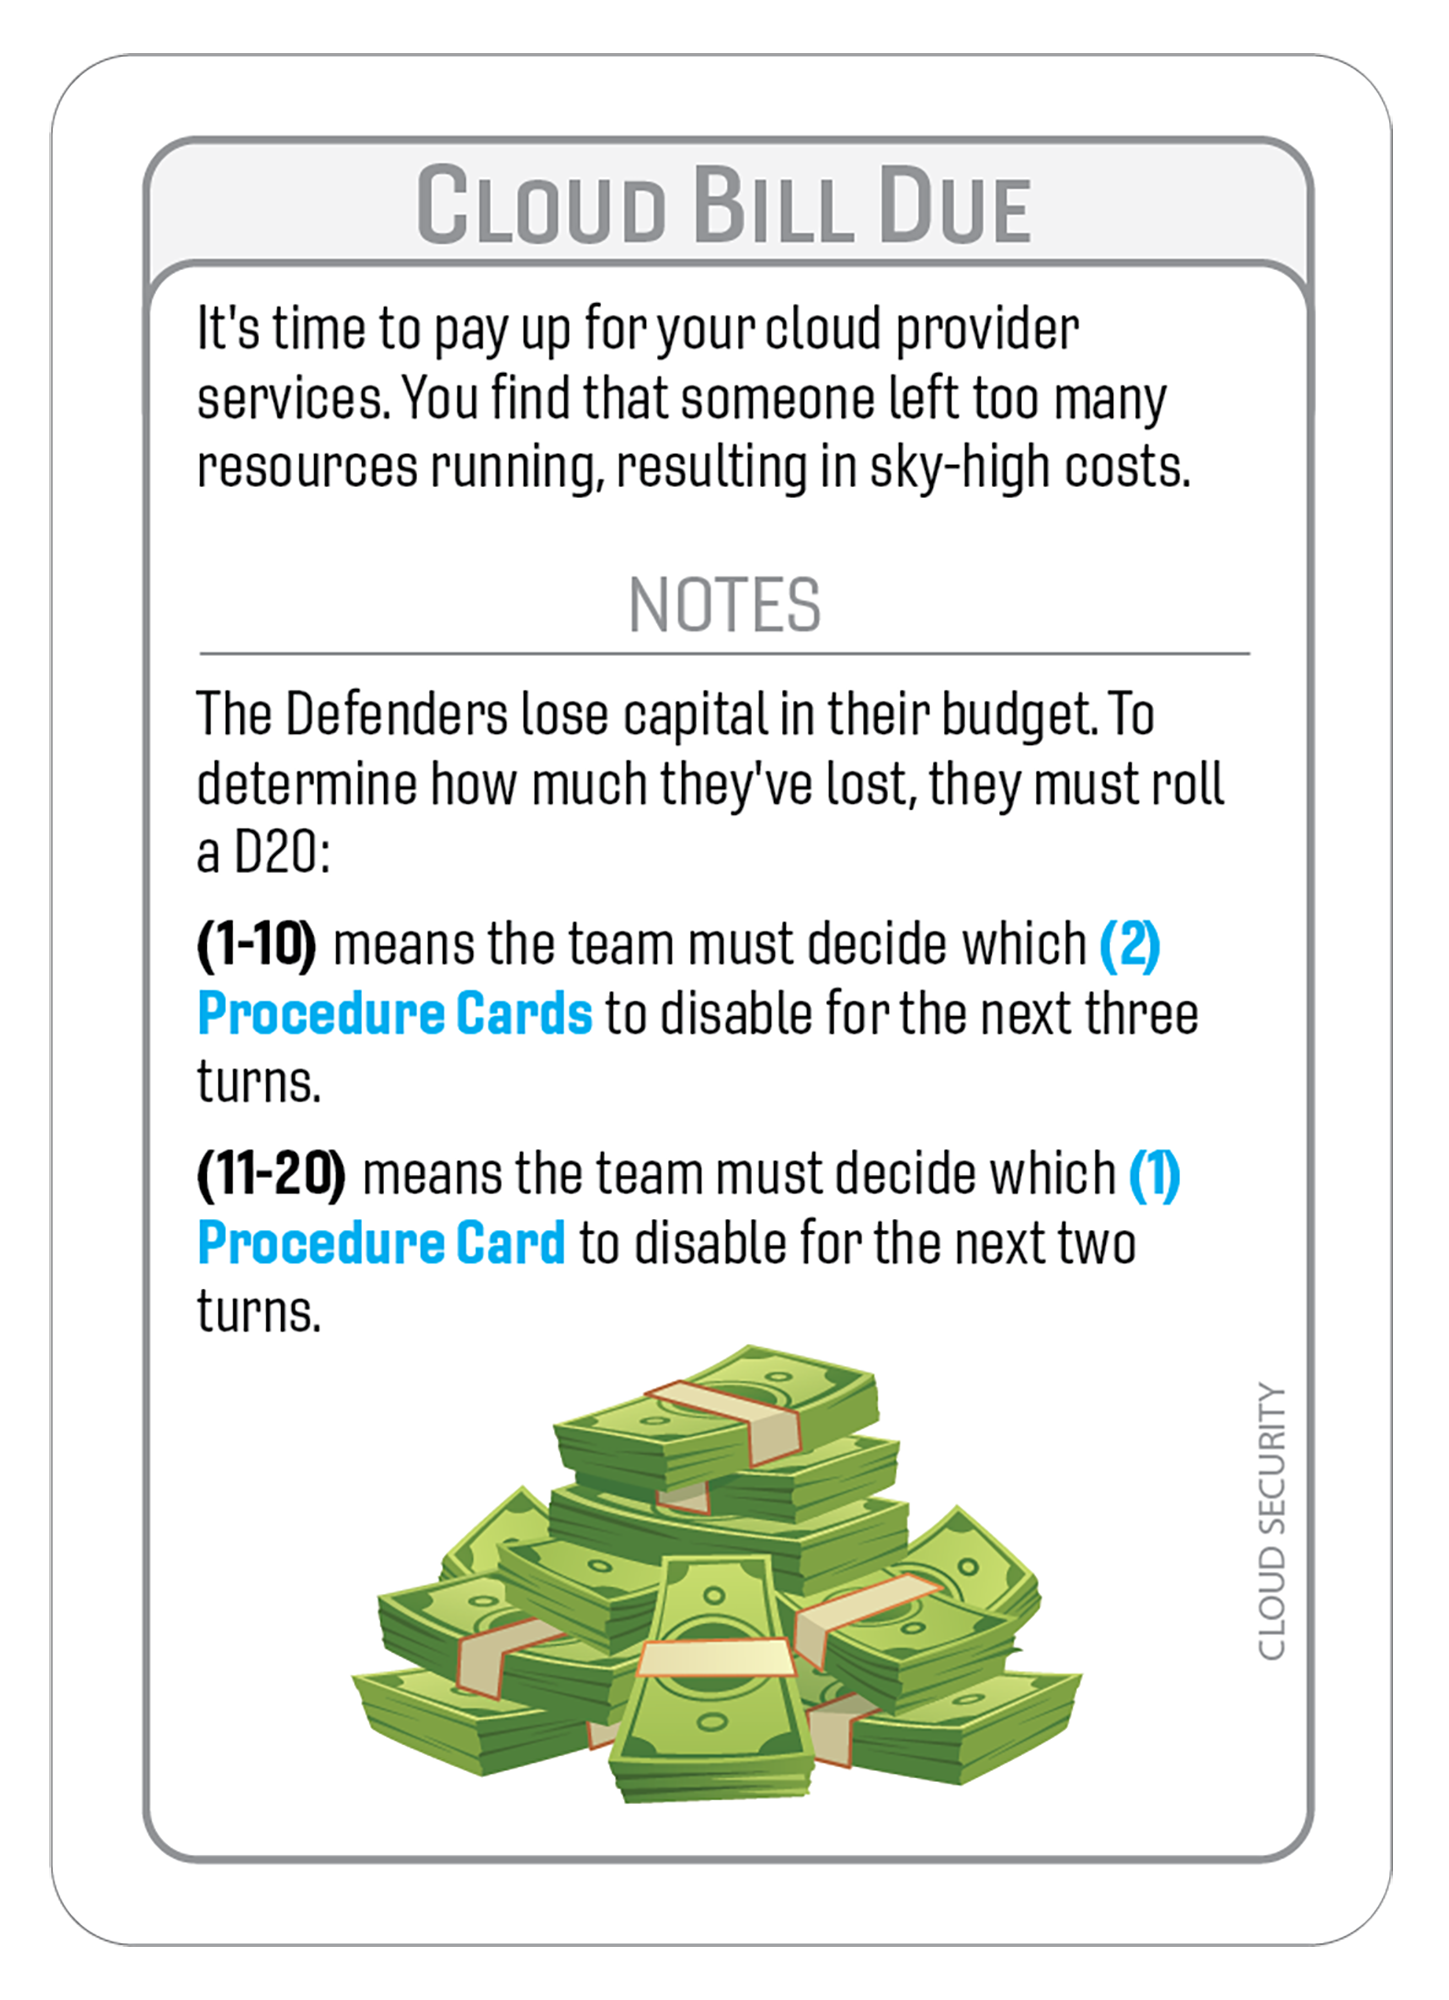 CLOUD BILL DUE
It's time to pay up for your cloud provider
services. You find that someone left too many
resources running, resulting in sky-high costs.
NOTES
The Defenders lose capital in their budget. To
determine how much they've lost, they must roll
a D20:
(1-10) means the team must decide which (2)
Procedure Cards to disable for the next three
turns.
(11-20) means the team must decide which (1)
Procedure Card to disable for the next two
turns.
CLOUD SECURITY